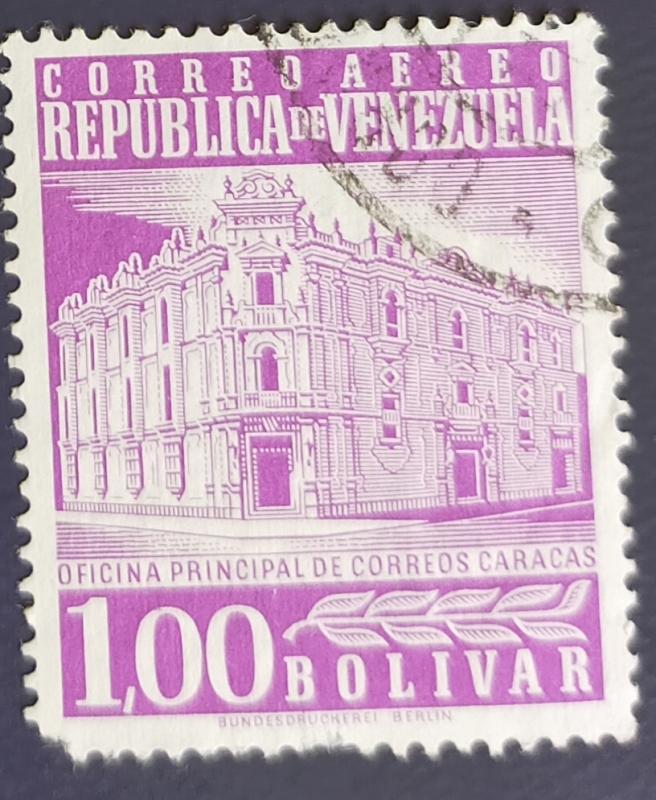 CORREO AEREO
REPUBLICA DE VENEZUELA
OFICINA PRINCIPAL DE CORREOS CARACAS
1,00 BOLIVAR
BUNDESDRUCKEREI BERLIN